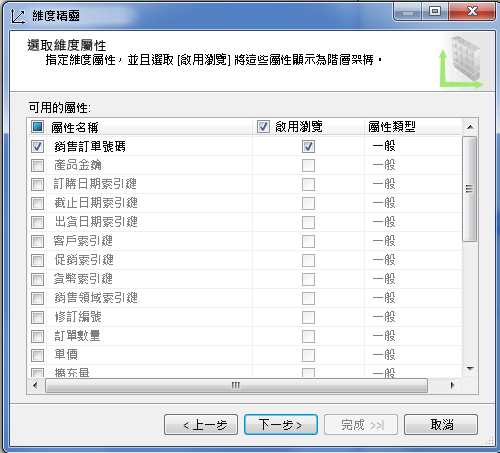 維度精靈
選取維度屬性
指定維度屬性，並且選取 [啟用瀏覽] 將這些屬性顯示為階層架構。
可用的屬性:
屬性名稱 啟用瀏覽 屬性類型
銷售訂單號碼 一般
產品金鑰 一般
訂購日期索引鍵 一般
截止日期索引鍵 一般
出貨日期索引鍵 一般
客戶索引鍵 一般
促銷索引鍵 一般
貨幣索引鍵 一般
銷售領域索引鍵 一般
修訂編號 一般
訂單數量 一般
單價 一般
擴充量 一般
<上一步 下一步> 完成 >>| 取消